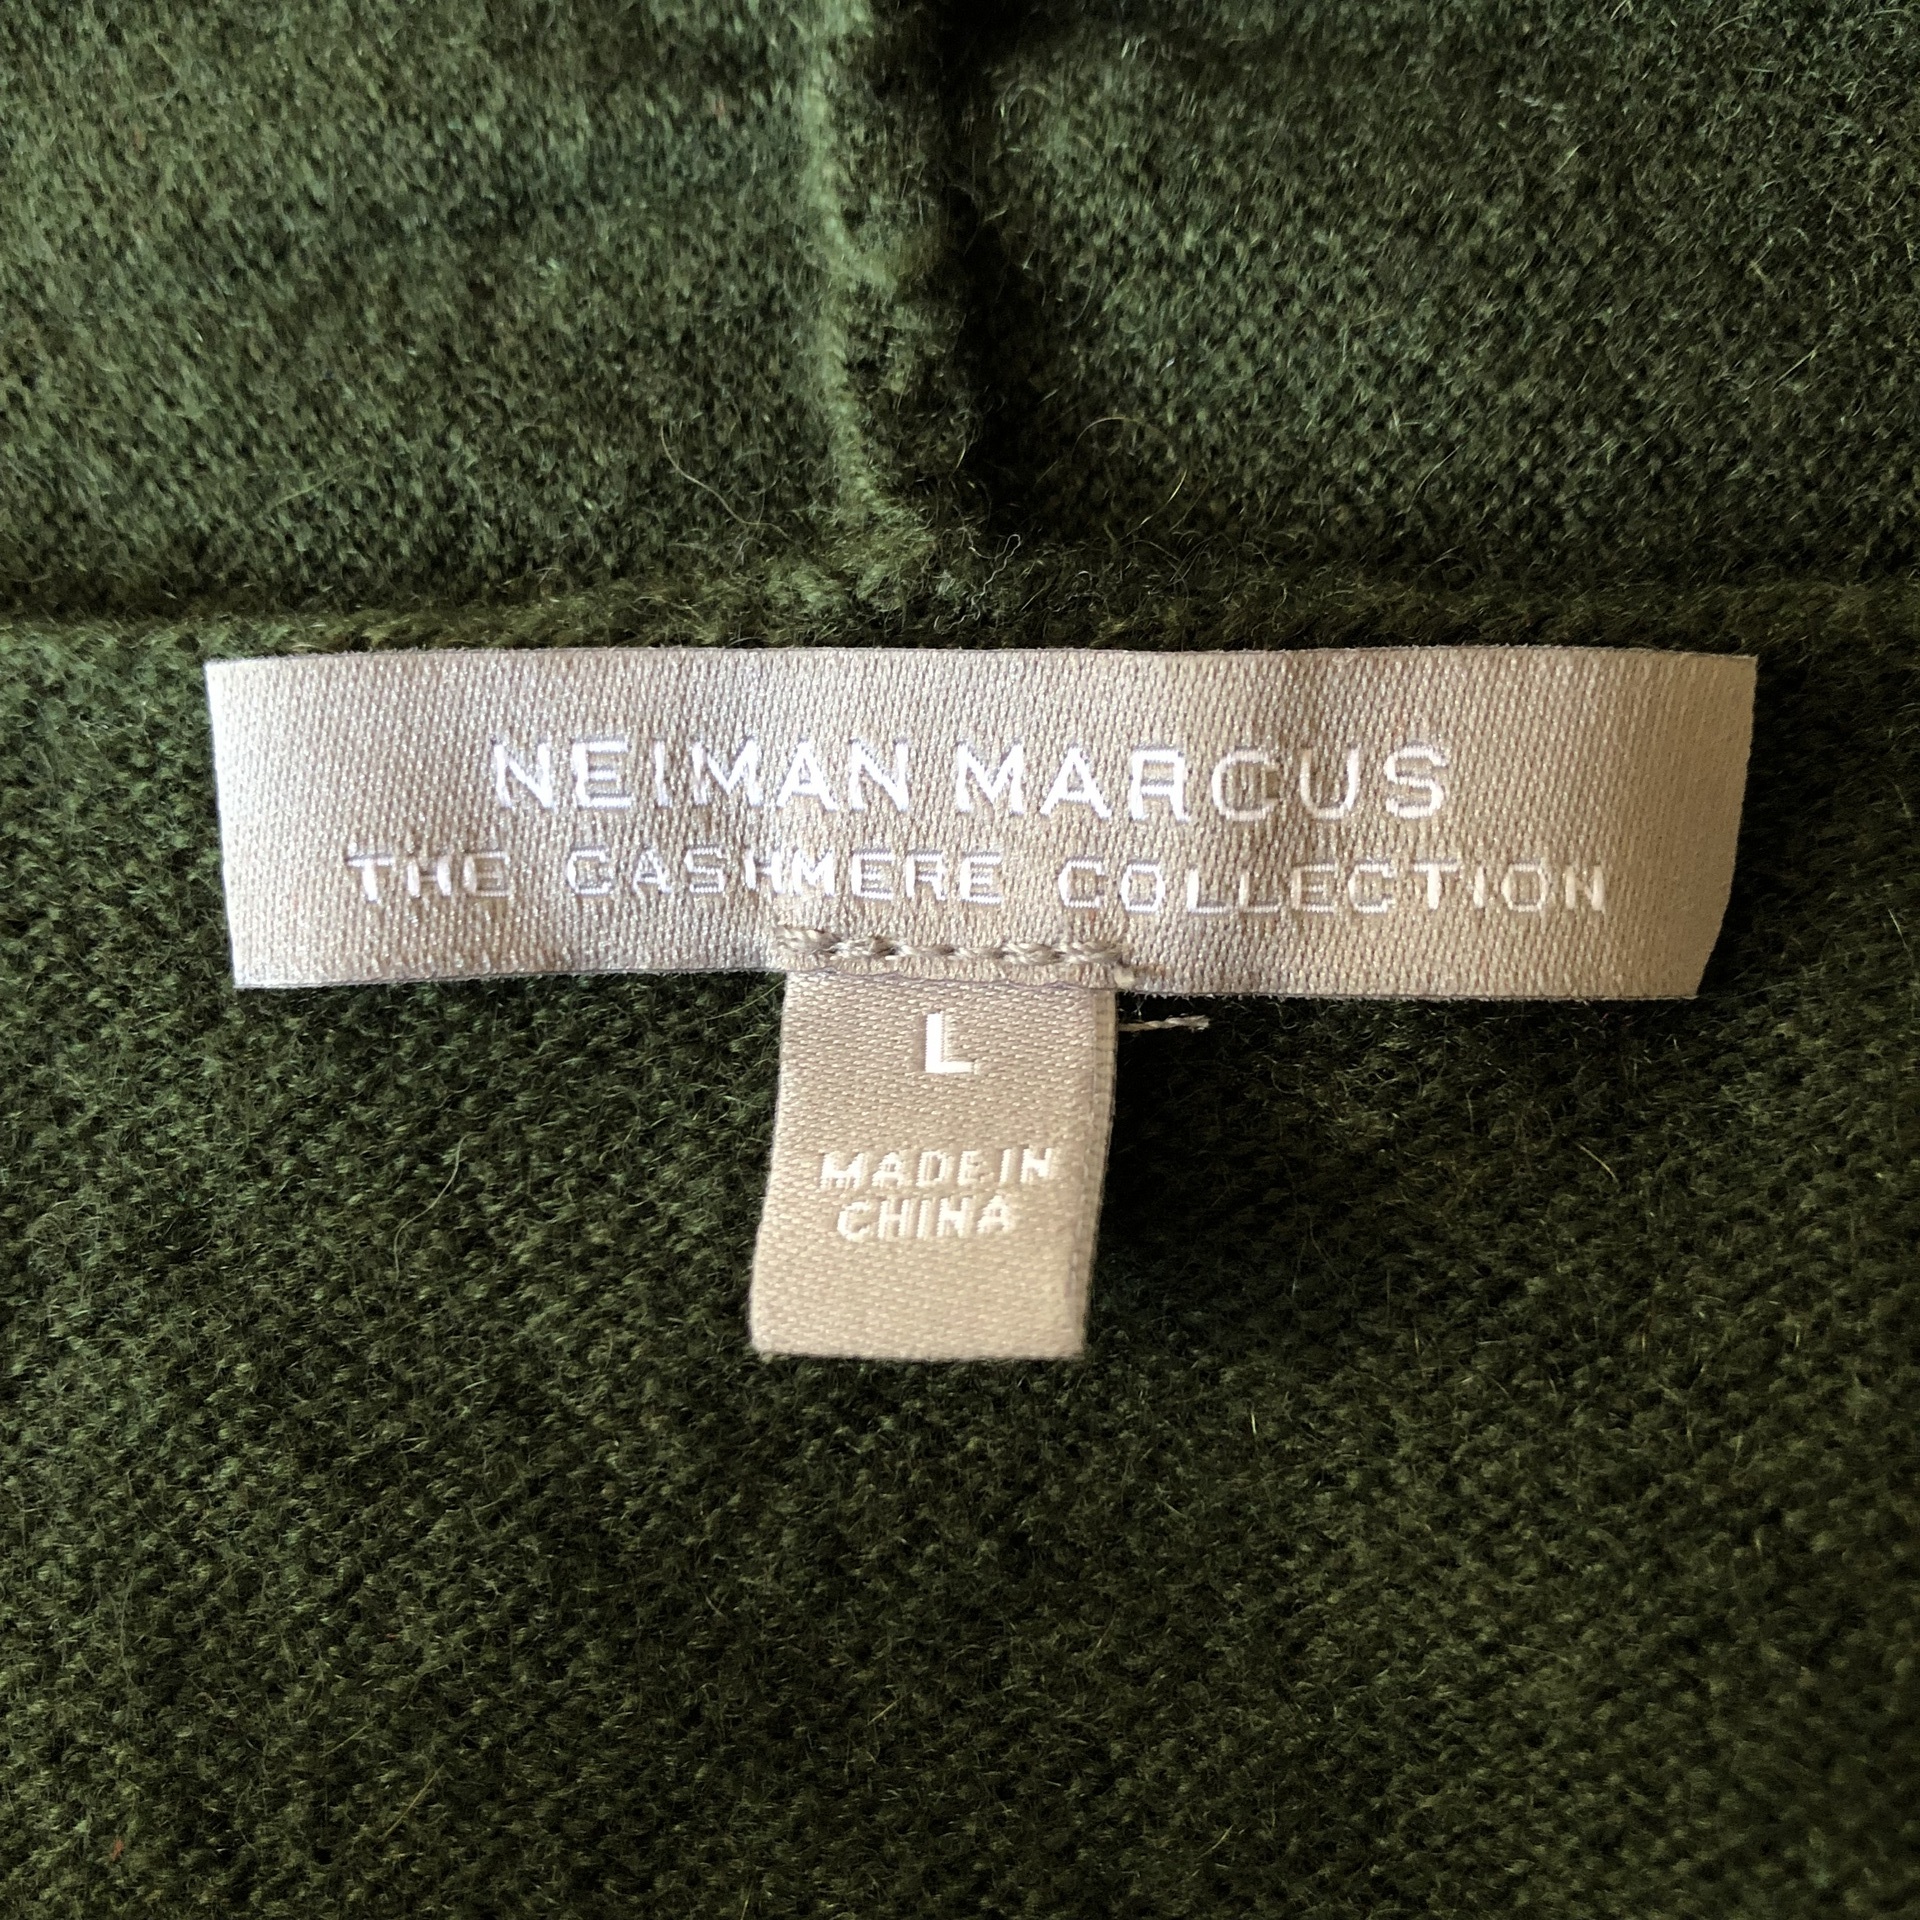 NEIMAN MARCUS
THE CASHMERE COLLECTION
L
MADE IN
CHINA